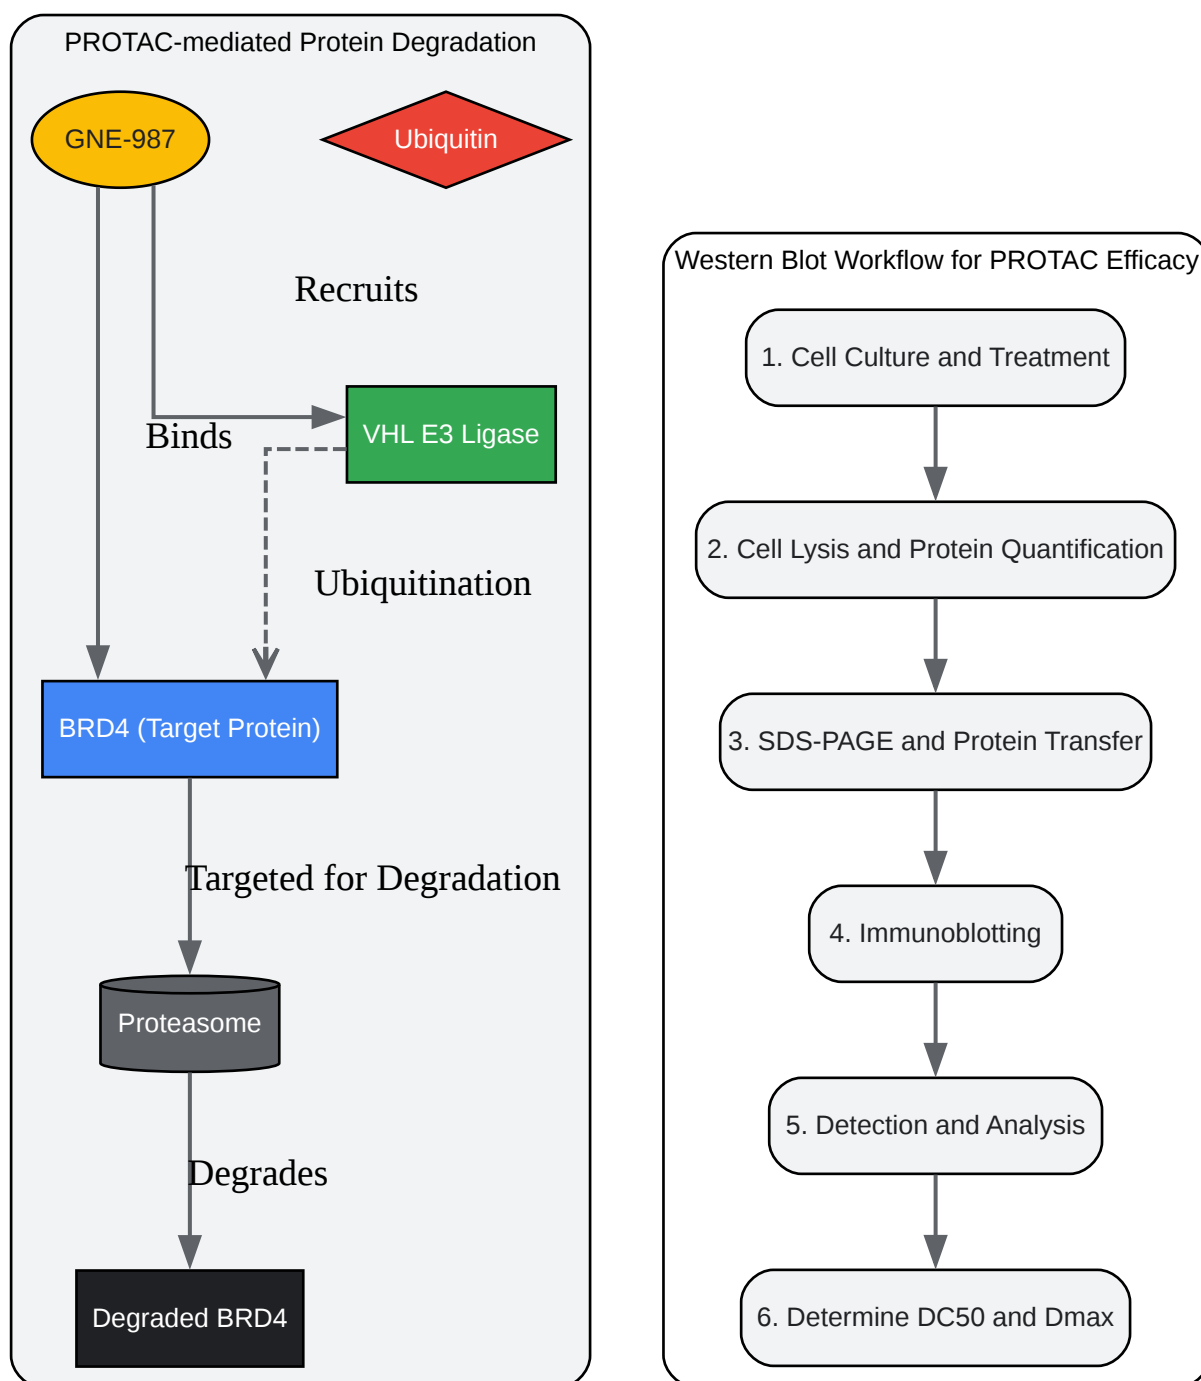 PROTAC-mediated Protein Degradation
GNE-987
Ubiquitin
Recruits
Binds
VHL E3 Ligase
Ubiquitination
BRD4 (Target Protein)
Targeted for Degradation
Proteasome
Degrades
Degraded BRD4
Western Blot Workflow for PROTAC Efficacy
1. Cell Culture and Treatment
2. Cell Lysis and Protein Quantification
3. SDS-PAGE and Protein Transfer
4. Immunoblotting
5. Detection and Analysis
6. Determine DC50 and Dmax